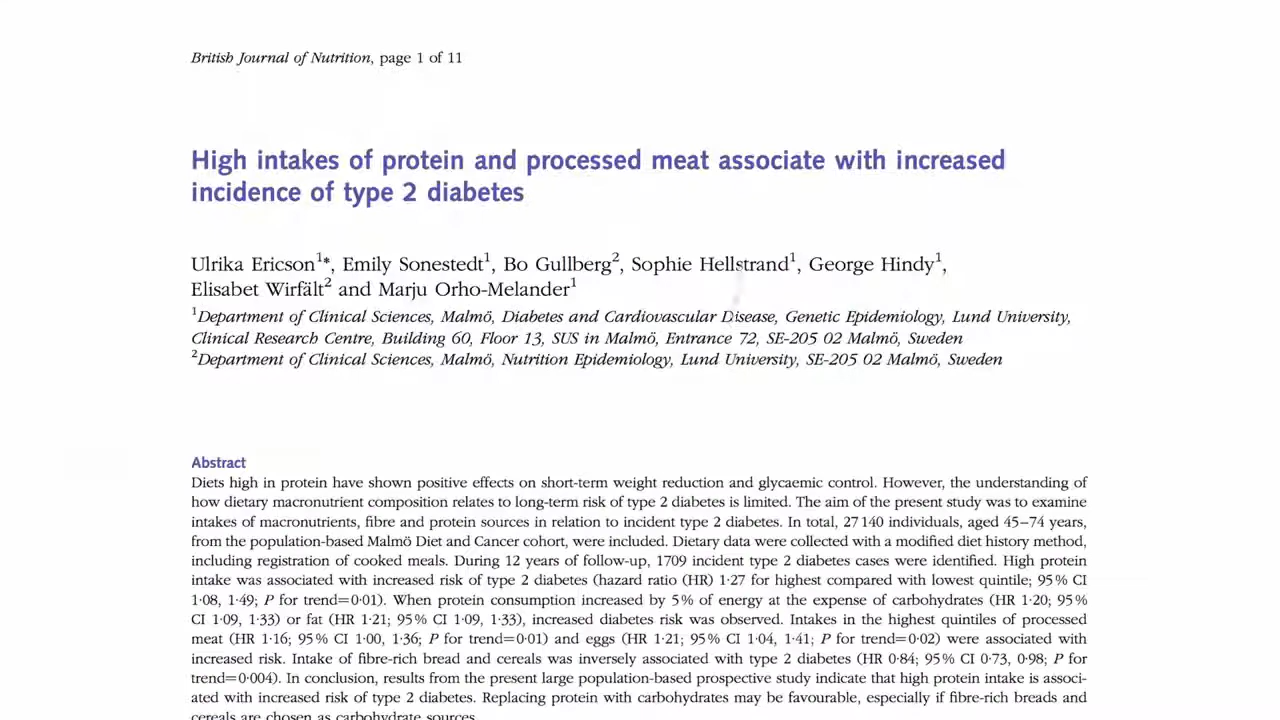 British Journal of Nutrition, page 1 of 11
High intakes of protein and processed meat associate with increased
incidence of type 2 diabetes
Ulrika Ericson1*, Emily Sonestedt1, Bo Gullberg2, Sophie Hellstrand1, George Hindy1,
Elisabet Wirfält2 and Marju Orho-Melander1
1Department of Clinical Sciences, Malmö, Diabetes and Cardiovascular Disease, Genetic Epidemiology, Lund University,
Clinical Research Centre, Building 60, Floor 13, SUS in Malmö, Entrance 72, SE-205 02 Malmö, Sweden
2Department of Clinical Sciences, Malmö, Nutrition Epidemiology, Lund University, SE-205 02 Malmö, Sweden
Abstract
Diets high in protein have shown positive effects on short-term weight reduction and glycaemic control. However, the understanding of
how dietary macronutrient composition relates to long-term risk of type 2 diabetes is limited. The aim of the present study was to examine
intakes of macronutrients, fibre and protein sources in relation to incident type 2 diabetes. In total, 27 140 individuals, aged 45–74 years,
from the population-based Malmö Diet and Cancer cohort, were included. Dietary data were collected with a modified diet history method,
including registration of cooked meals. During 12 years of follow-up, 1709 incident type 2 diabetes cases were identified. High protein
intake was associated with increased risk of type 2 diabetes (hazard ratio (HR) 1·27 for highest compared with lowest quintile; 95 % CI
1·08, 1·49; P for trend=0·01). When protein consumption increased by 5 % of energy at the expense of carbohydrates (HR 1·20; 95 %
CI 1·09, 1·33) or fat (HR 1·21; 95 % CI 1·09, 1·33), increased diabetes risk was observed. Intakes in the highest quintiles of processed
meat (HR 1·16; 95 % CI 1·00, 1·36; P for trend=0·01) and eggs (HR 1·21; 95 % CI 1·04, 1·41; P for trend=0·02) were associated with
increased risk. Intake of fibre-rich bread and cereals was inversely associated with type 2 diabetes (HR 0·84; 95 % CI 0·73, 0·98; P for
trend=0·004). In conclusion, results from the present large population-based prospective study indicate that high protein intake is associ-
ated with increased risk of type 2 diabetes. Replacing protein with carbohydrates may be favourable, especially if fibre-rich breads and
cereals are chosen as carbohydrate sources.